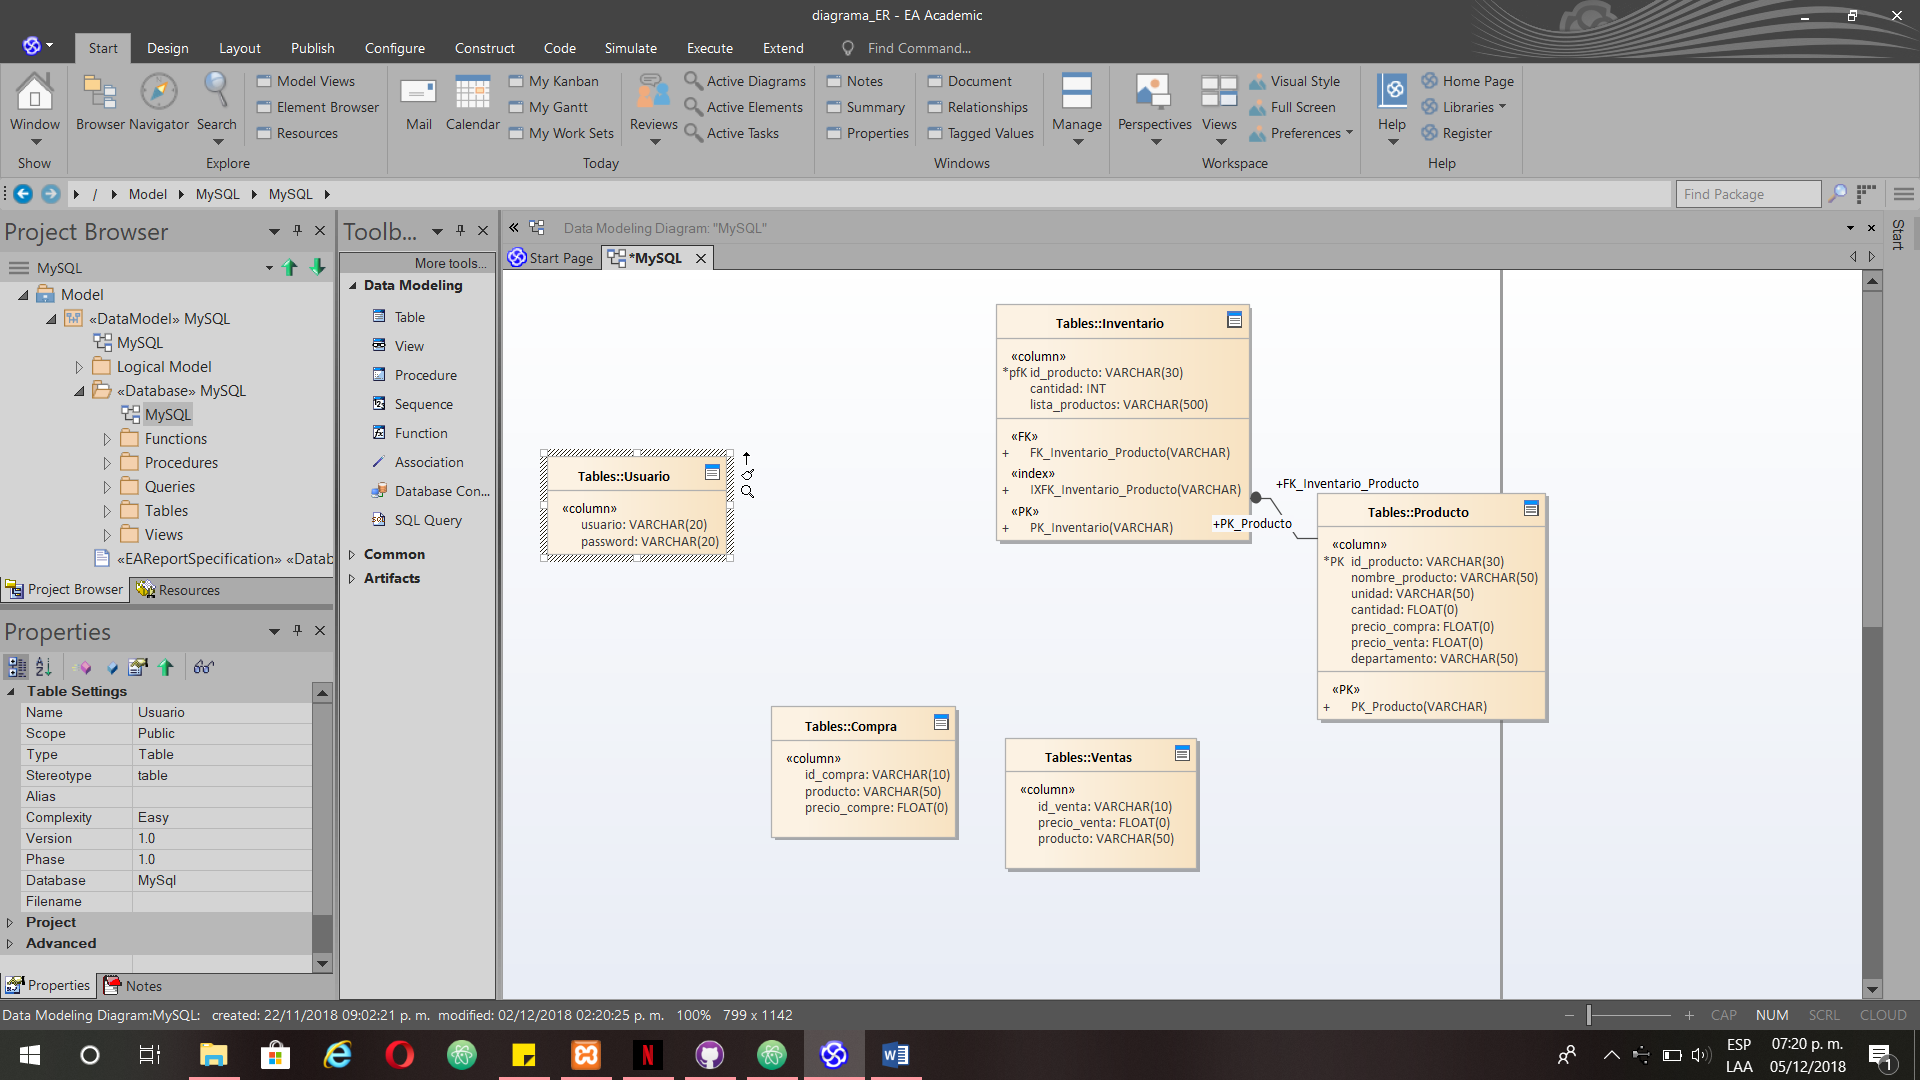 diagrama_ER - EA Academic
Start Design Layout Publish Configure Construct Code Simulate Execute Extend Find Command...
Window
Show
Browser Navigator Search
Model Views
Element Browser
Resources
Explore
Mail Calendar
My Kanban
My Gantt
My Work Sets
Reviews
Active Diagrams
Active Elements
Active Tasks
Today
Notes
Summary
Properties
Document
Relationships
Tagged Values
Windows
Manage
Perspectives Views
Visual Style
Full Screen
Preferences
Workspace
Help
Home Page
Libraries
Register
Help
/ Model MySQL MySQL
Find Package
Project Browser
MySQL
Model
«DataModel» MySQL
MySQL
Logical Model
«Database» MySQL
MySQL
Functions
Procedures
Queries
Tables
Views
«EAReportSpecification» «Datab
Project Browser Resources
Properties
Table Settings
Name Usuario
Scope Public
Type Table
Stereotype table
Alias
Complexity Easy
Version 1.0
Phase 1.0
Database MySql
Filename
Project
Advanced
Properties Notes
Toolb...
More tools...
Data Modeling
Table
View
Procedure
Sequence
Function
Association
Database Con...
SQL Query
Common
Artifacts
Data Modeling Diagram: "MySQL"
Start Page *MySQL
Start
Tables::Inventario
«column»
*pfK id_producto: VARCHAR(30)
cantidad: INT
lista_productos: VARCHAR(500)
«FK»
+ FK_Inventario_Producto(VARCHAR)
«index»
+ IXFK_Inventario_Producto(VARCHAR)
«PK»
+ PK_Inventario(VARCHAR)
+FK_Inventario_Producto
+PK_Producto
Tables::Usuario
«column»
usuario: VARCHAR(20)
password: VARCHAR(20)
Tables::Producto
«column»
*PK id_producto: VARCHAR(30)
nombre_producto: VARCHAR(50)
unidad: VARCHAR(50)
cantidad: FLOAT(0)
precio_compra: FLOAT(0)
precio_venta: FLOAT(0)
departamento: VARCHAR(50)
«PK»
+ PK_Producto(VARCHAR)
Tables::Compra
«column»
id_compra: VARCHAR(10)
producto: VARCHAR(50)
precio_compre: FLOAT(0)
Tables::Ventas
«column»
id_venta: VARCHAR(10)
precio_venta: FLOAT(0)
producto: VARCHAR(50)
Data Modeling Diagram:MySQL: created: 22/11/2018 09:02:21 p. m. modified: 02/12/2018 02:20:25 p. m. 100% 799 x 1142
CAP NUM SCRL CLOUD
ESP
LAA
07:20 p. m.
05/12/2018
1